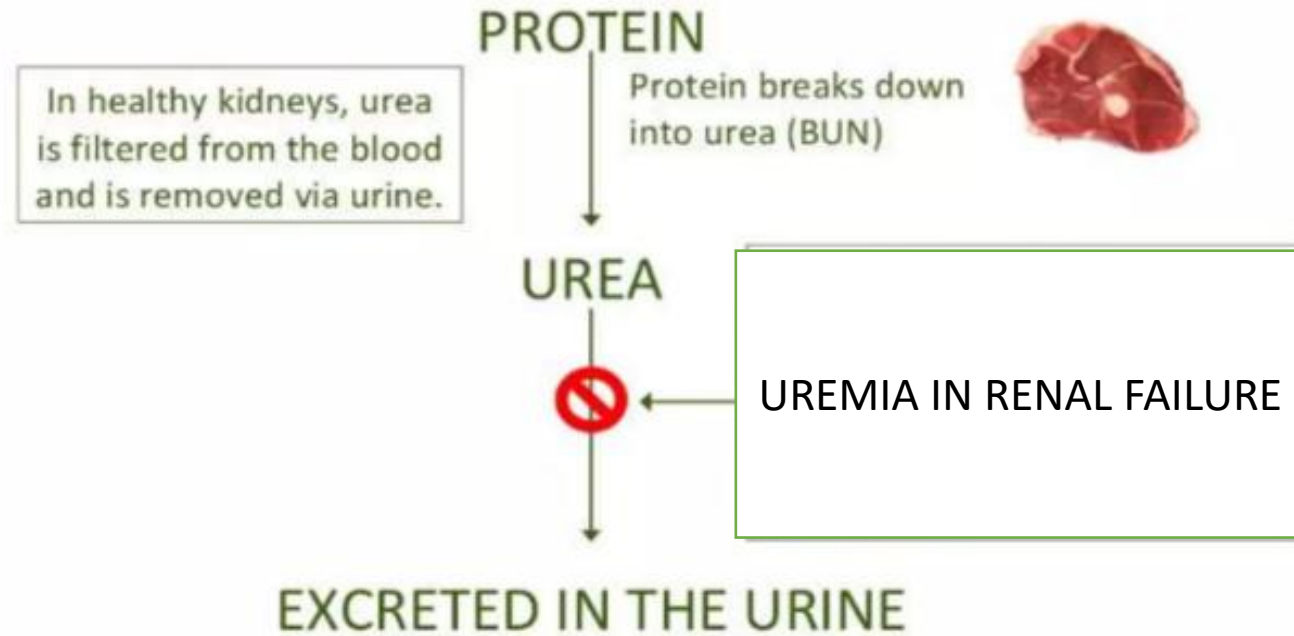 PROTEIN
In healthy kidneys, urea
is filtered from the blood
and is removed via urine.
Protein breaks down
into urea (BUN)
UREA
UREMIA IN RENAL FAILURE
EXCRETED IN THE URINE